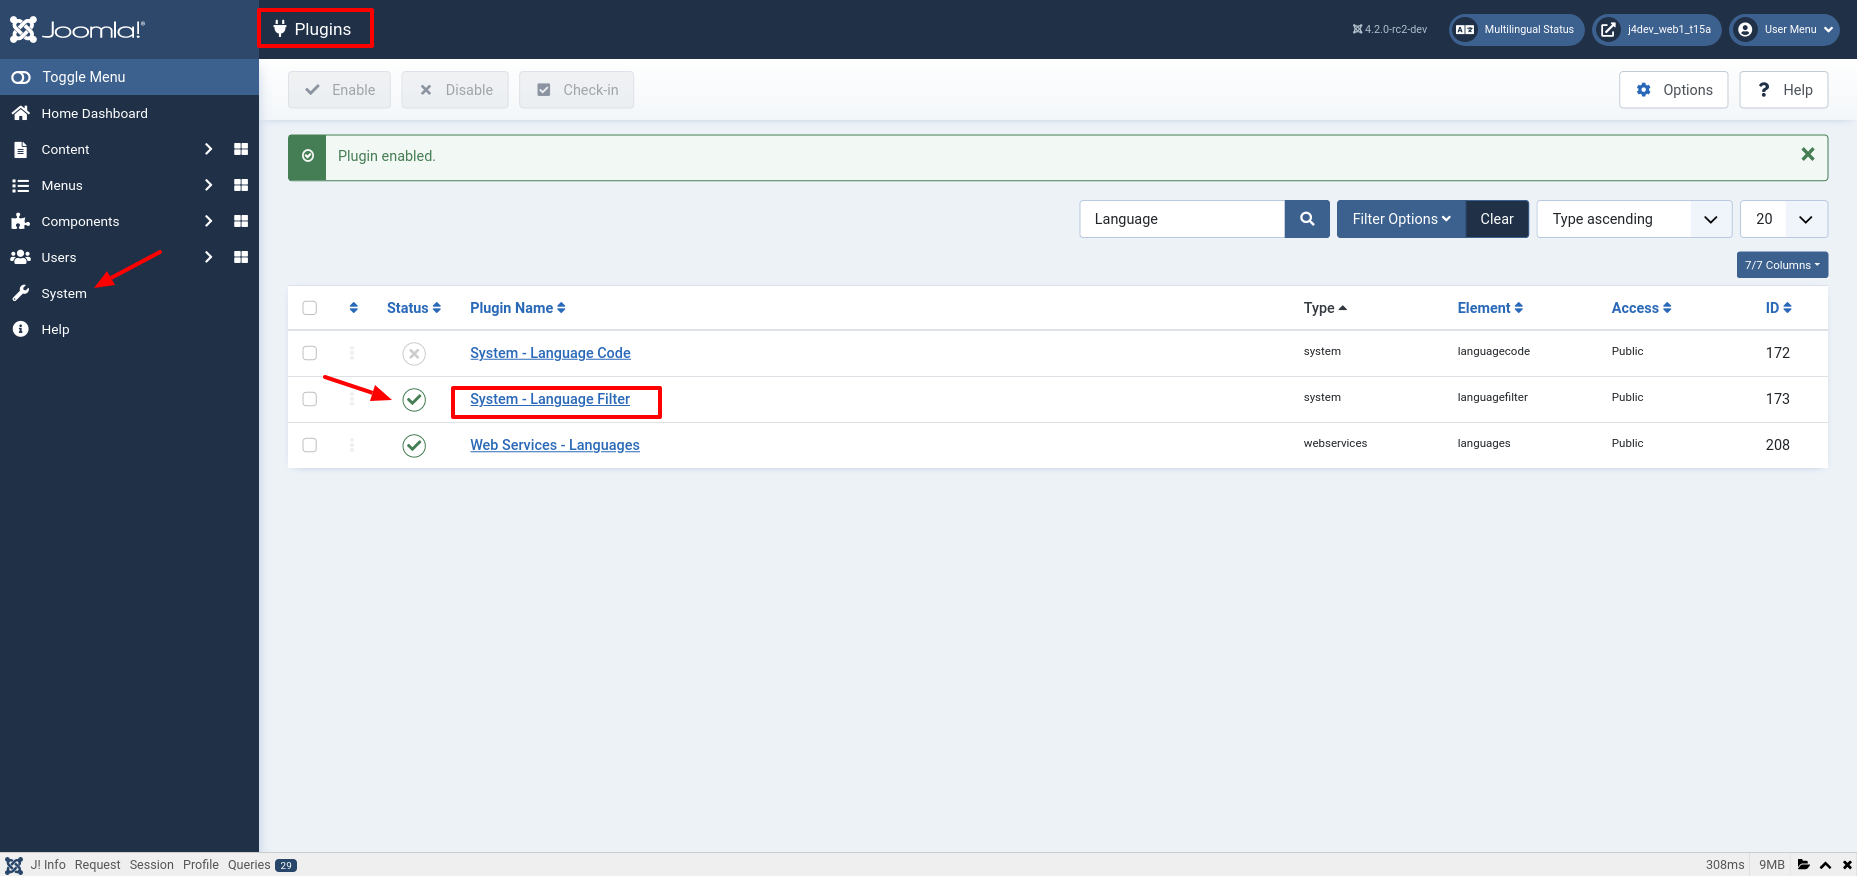 Joomla!®
Plugins
4.2.0-rc2-dev
Multilingual Status
j4dev_web1_t15a
User Menu
Toggle Menu
Home Dashboard
Content
Menus
Components
Users
System
Help
Enable
Disable
Check-in
Options
? Help
Plugin enabled.
Language
Filter Options
Clear
Type ascending
20
7/7 Columns
Status Plugin Name Type Element Access ID
System - Language Code system languagecode Public 172
System - Language Filter system languagefilter Public 173
Web Services - Languages webservices languages Public 208
J! Info Request Session Profile Queries 29
308ms 9MB